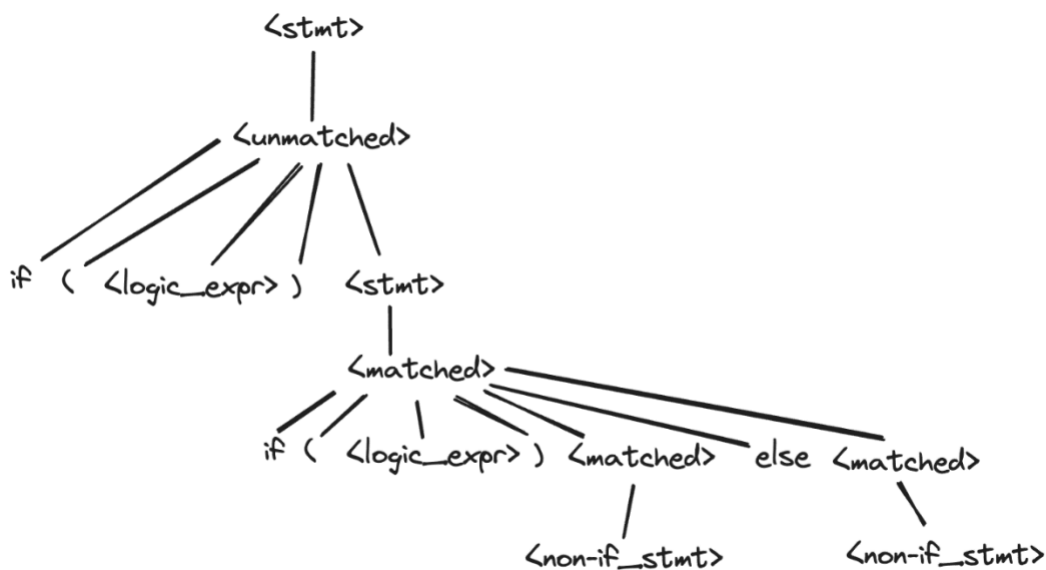 <stmt>
<unmatched>
if ( <logic_expr> ) <stmt>
<matched>
if ( <logic_expr> ) <matched> else <matched>
<non-if_stmt> <non-if_stmt>